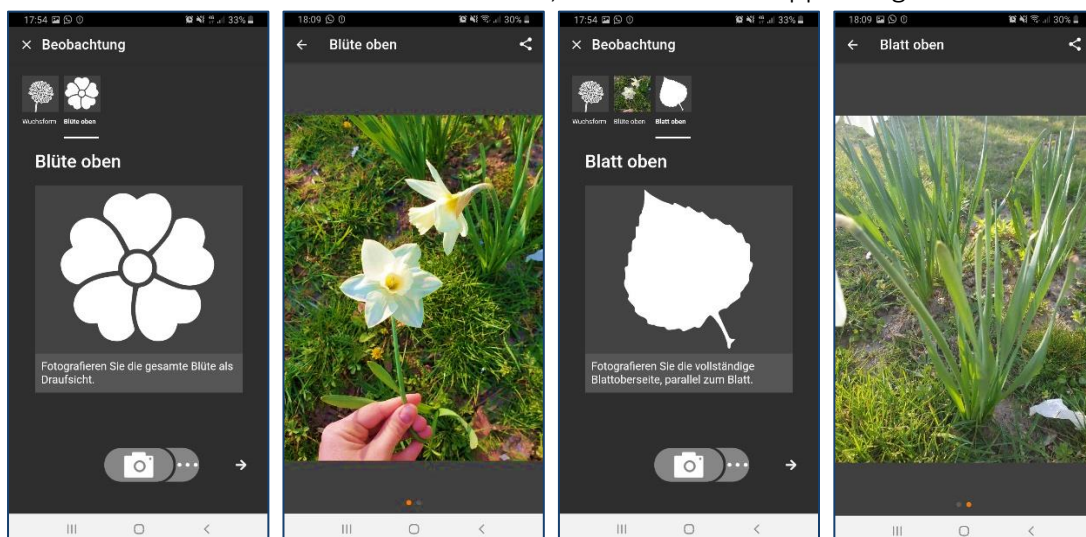 17:54 33%
× Beobachtung
Wuchsform Blüte oben
Blüte oben
Fotografieren Sie die gesamte Blüte als
Draufsicht.
18:09 30%
Blüte oben
17:54 33%
× Beobachtung
Wuchsform Blüte oben Blatt oben
Blatt oben
Fotografieren Sie die vollständige
Blattoberseite, parallel zum Blatt.
18:09 30%
Blatt oben